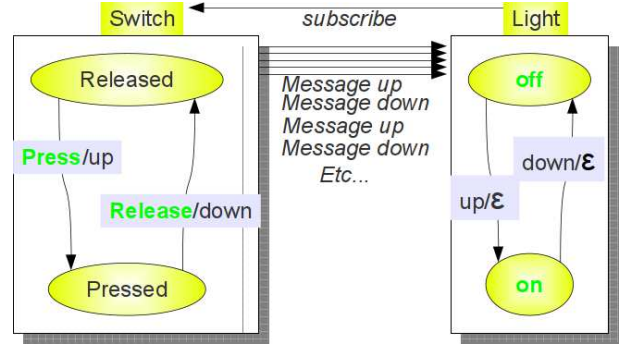 Switch
subscribe
Light
Released
Message up
Message down
Message up
Message down
Etc...
off
Press/up
Release/down
down/ε
up/ε
Pressed
on